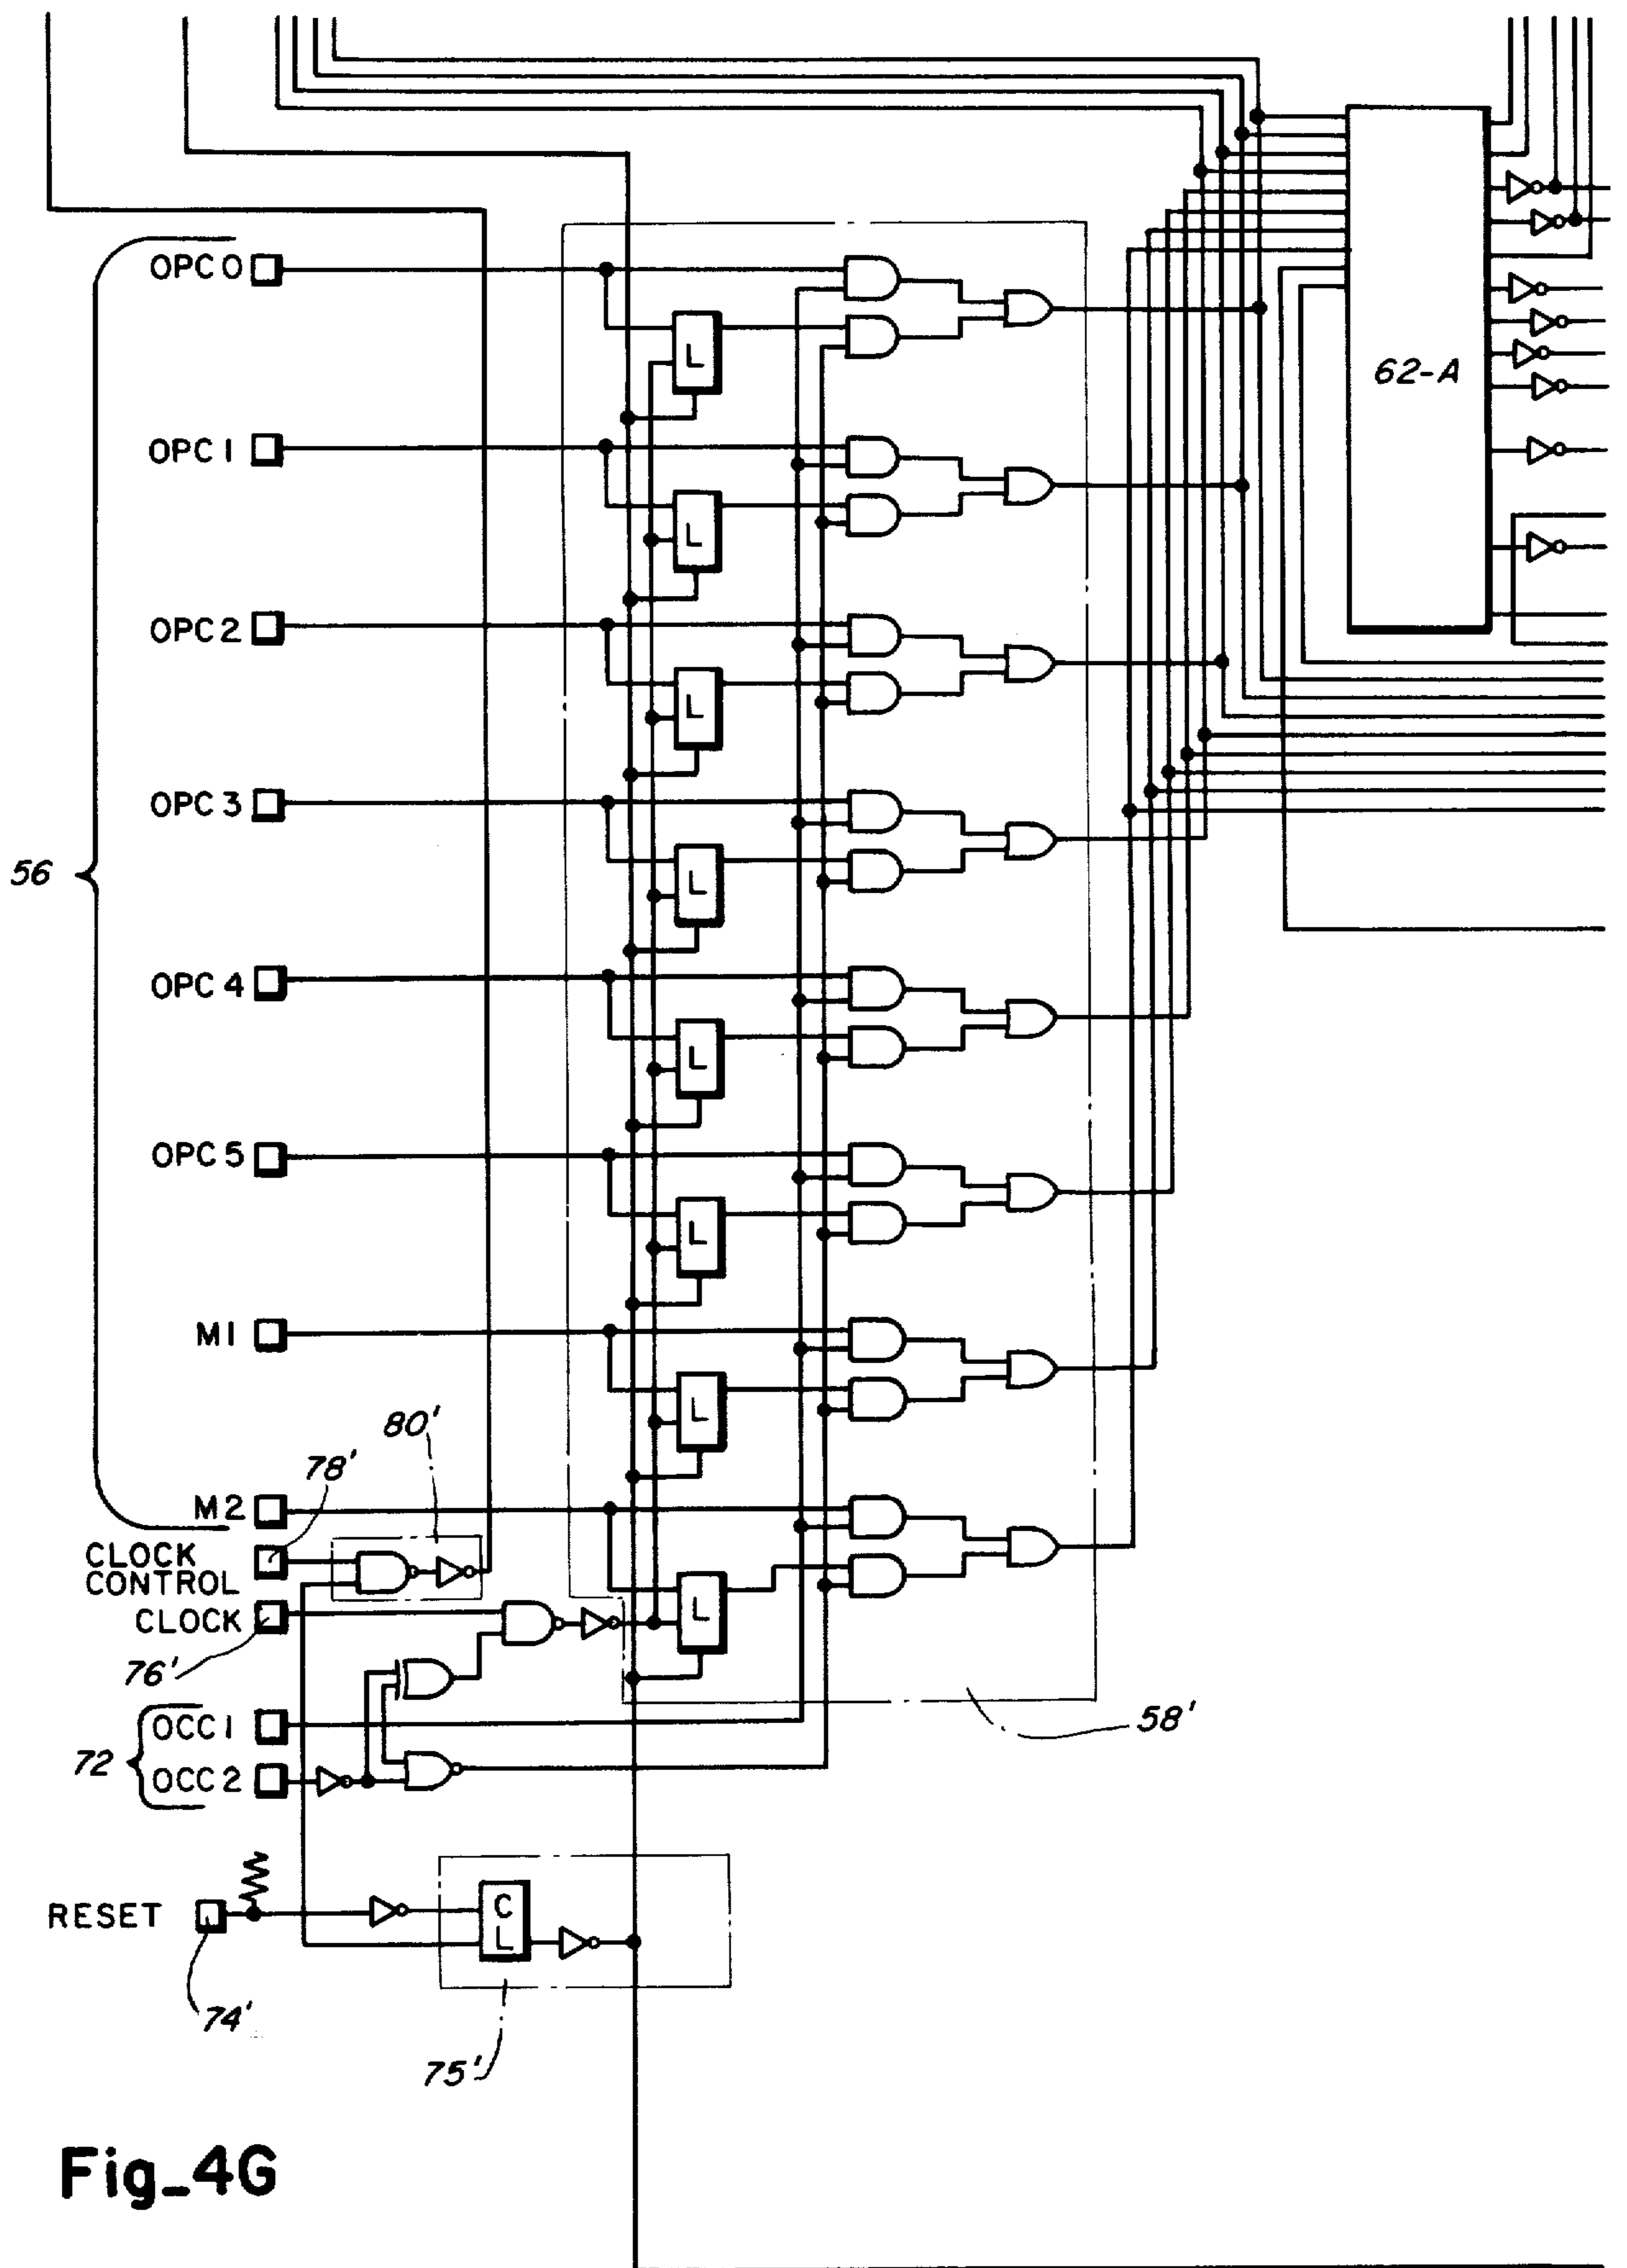 OPC 0
L
62-A
OPC 1
L
OPC 2
L
OPC 3
L
56
OPC 4
L
OPC 5
L
M1
L
80'
78'
M2
CLOCK
CONTROL
CLOCK
L
76'
58'
OCC 1
72
OCC 2
C
L
RESET
74'
75'
Fig_4G